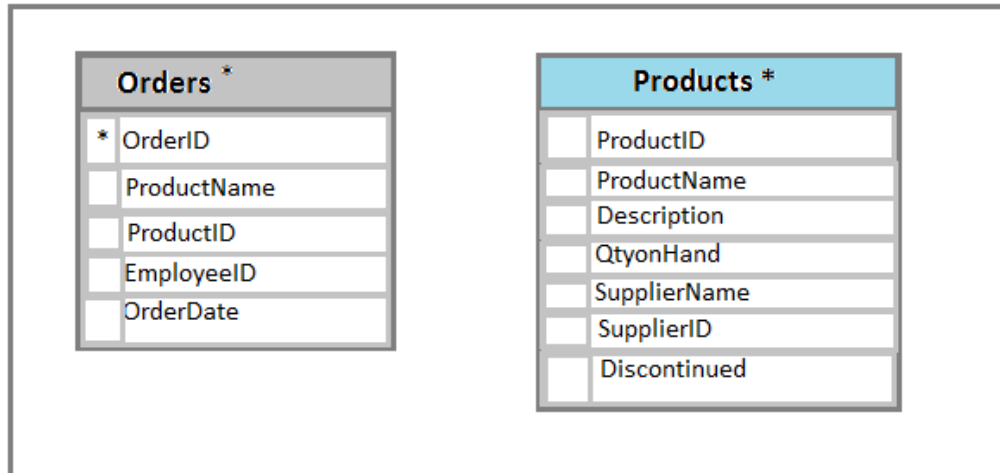 Orders *
* OrderID
ProductName
ProductID
EmployeeID
OrderDate
Products *
ProductID
ProductName
Description
QtyonHand
SupplierName
SupplierID
Discontinued